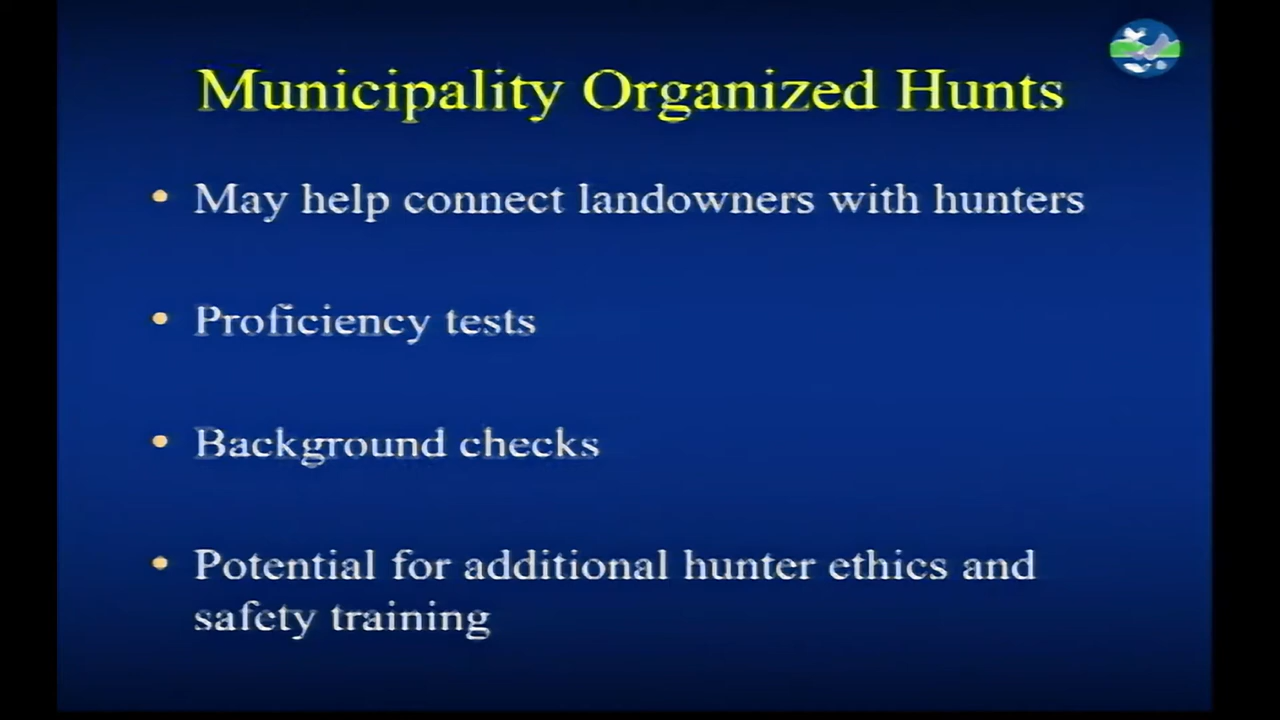 Municipality Organized Hunts
• May help connect landowners with hunters
• Proficiency tests
• Background checks
• Potential for additional hunter ethics and
safety training